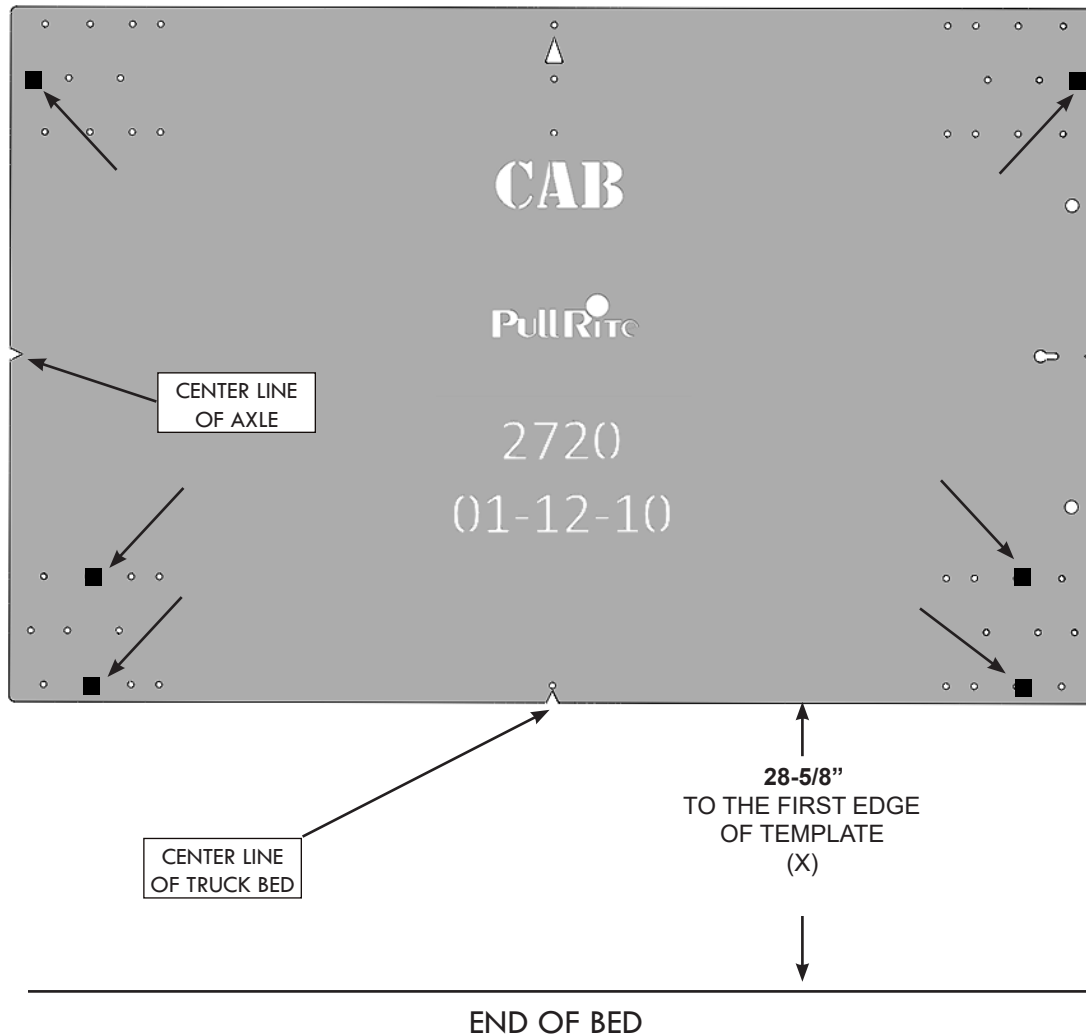 CAB
PullRite
CENTER LINE
OF AXLE
2720
01-12-10
28-5/8”
TO THE FIRST EDGE
OF TEMPLATE
(X)
CENTER LINE
OF TRUCK BED
END OF BED